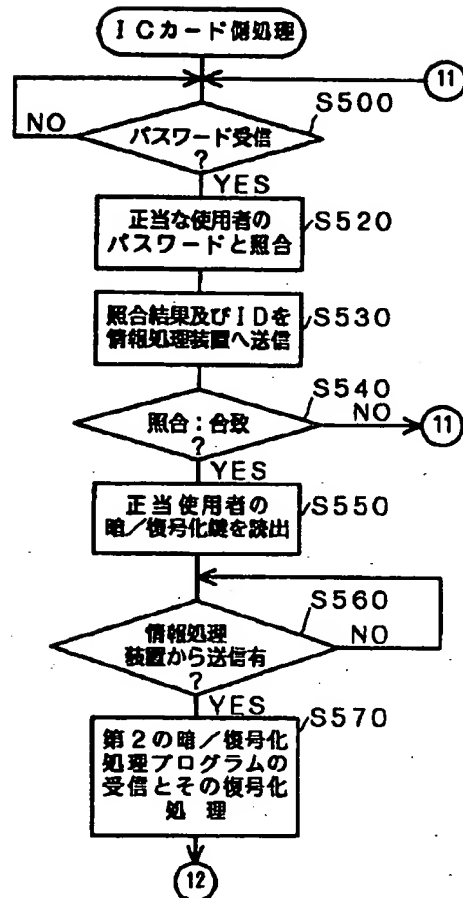 ICカード側処理
11
S500
NO
パスワード受信
?
YES
正当な使用者の
パスワードと照合
S520
照合結果及びIDを
情報処理装置へ送信
S530
S540
照合:合致
?
NO
11
YES
正当使用者の
暗/復号化鍵を読出
S550
S560
情報処理
装置から送信有
?
NO
YES
S570
第2の暗/復号化
処理プログラムの
受信とその復号化
処 理
12